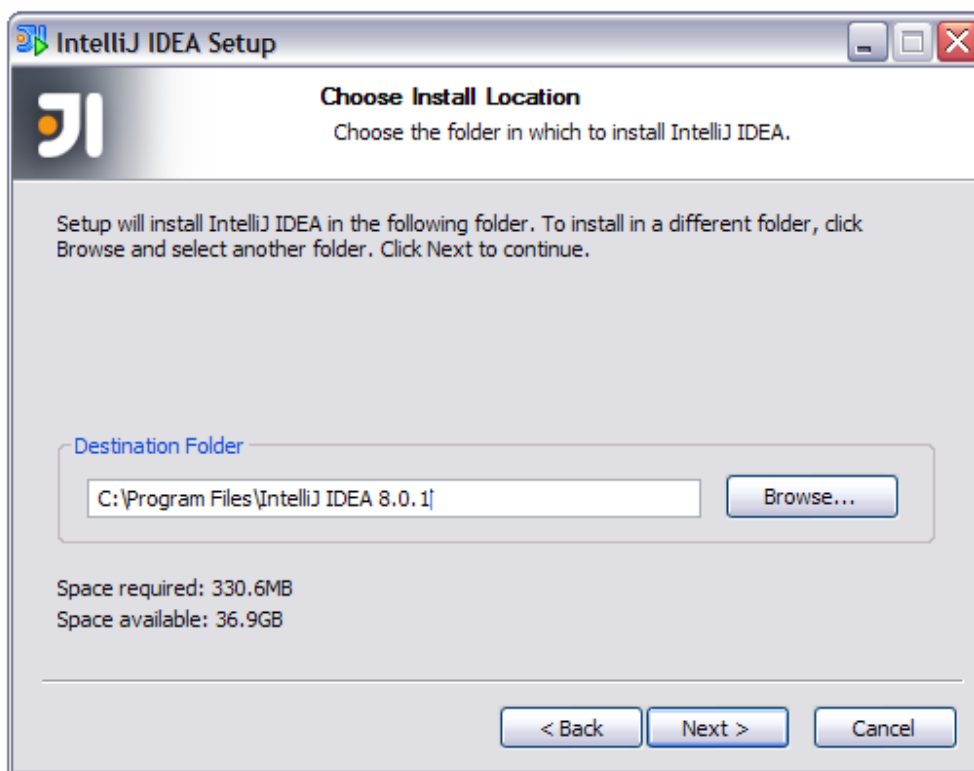 IntelliJ IDEA Setup
Choose Install Location
Choose the folder in which to install IntelliJ IDEA.
Setup will install IntelliJ IDEA in the following folder. To install in a different folder, click
Browse and select another folder. Click Next to continue.
Destination Folder
C:\Program Files\IntelliJ IDEA 8.0.1
Browse...
Space required: 330.6MB
Space available: 36.9GB
< Back
Next >
Cancel